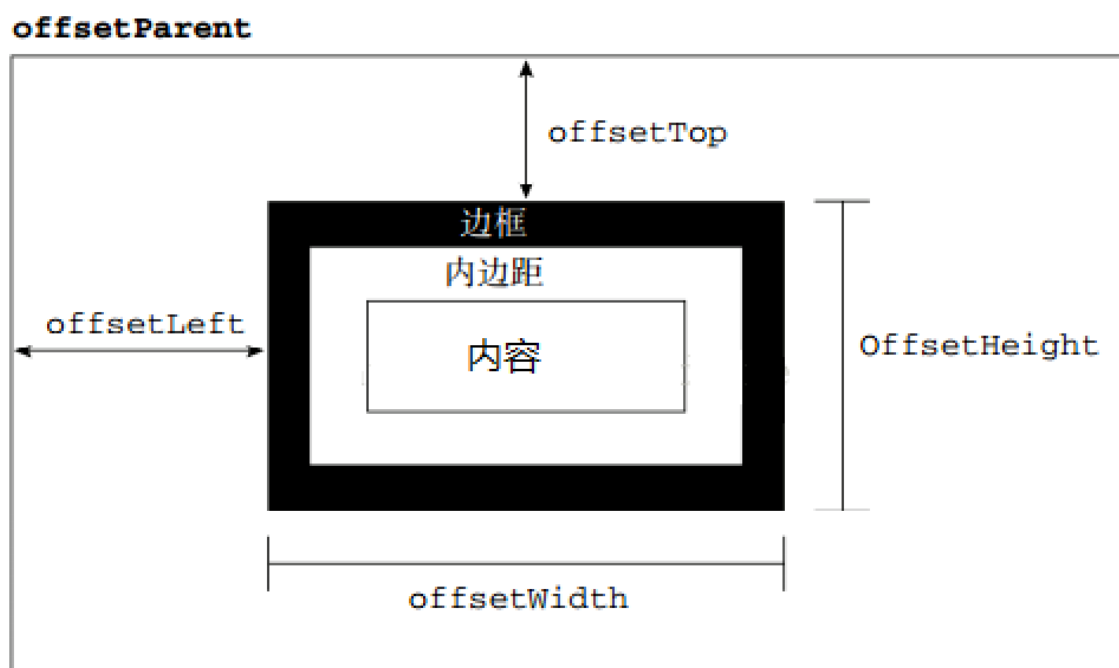 offsetParent
offsetTop
边框
内边距
offsetLeft
内容
OffsetHeight
offsetWidth